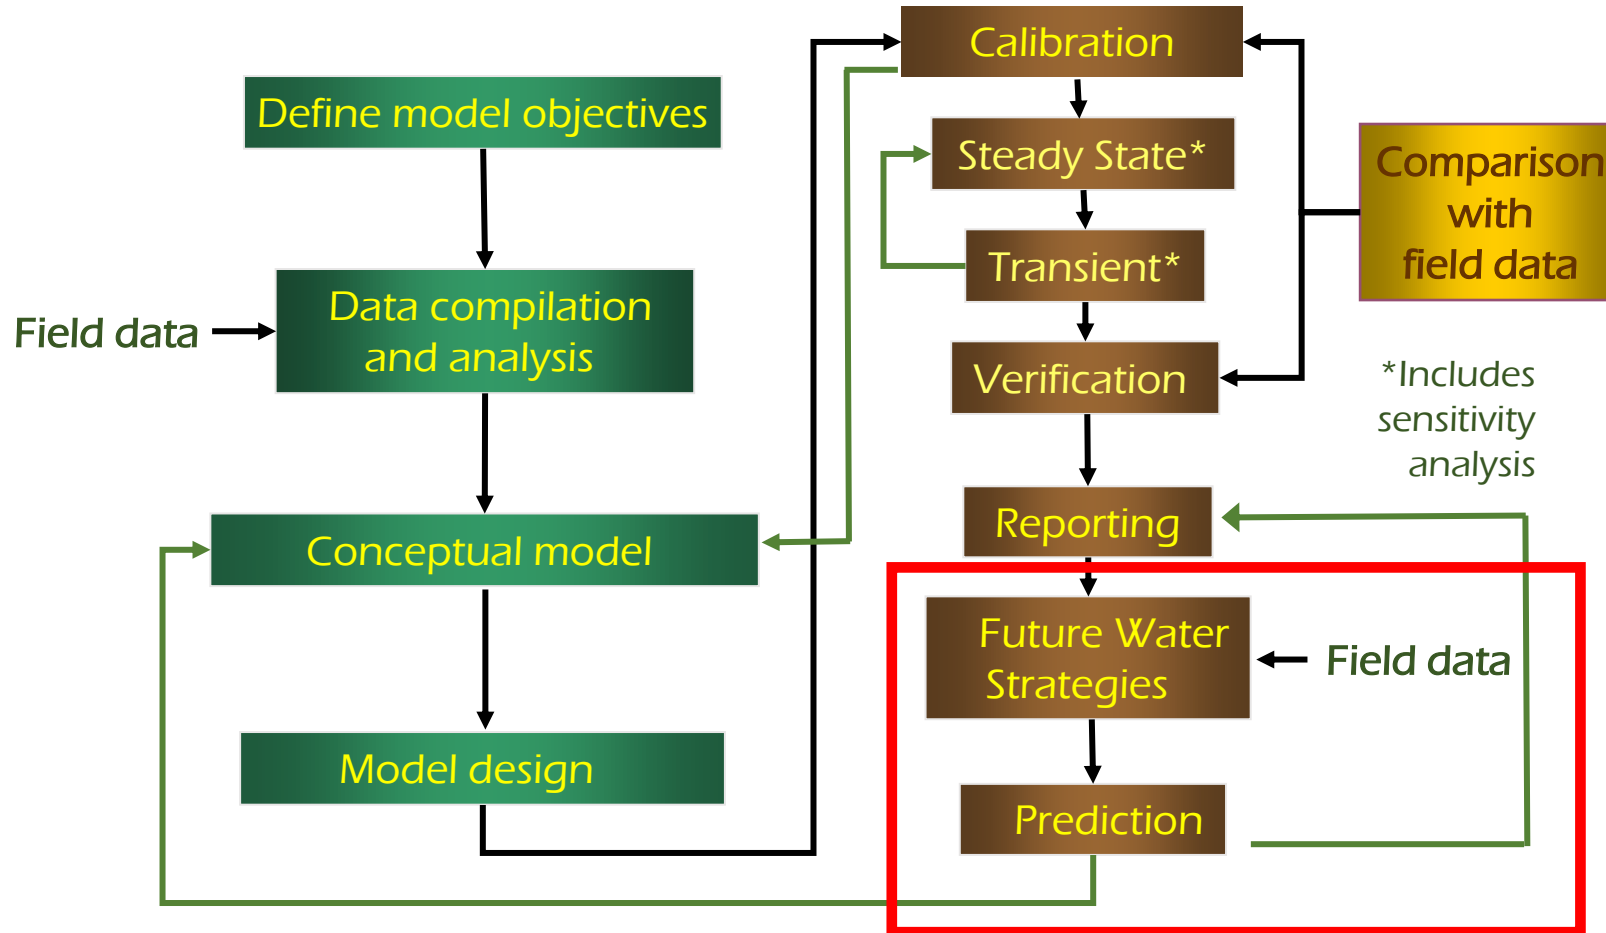 Define model objectives
Field data
Data compilation
and analysis
Conceptual model
Model design
Calibration
Steady State*
Transient*
Verification
Reporting
Future Water
Strategies
Prediction
Comparison
with
field data
*Includes
sensitivity
analysis
Field data